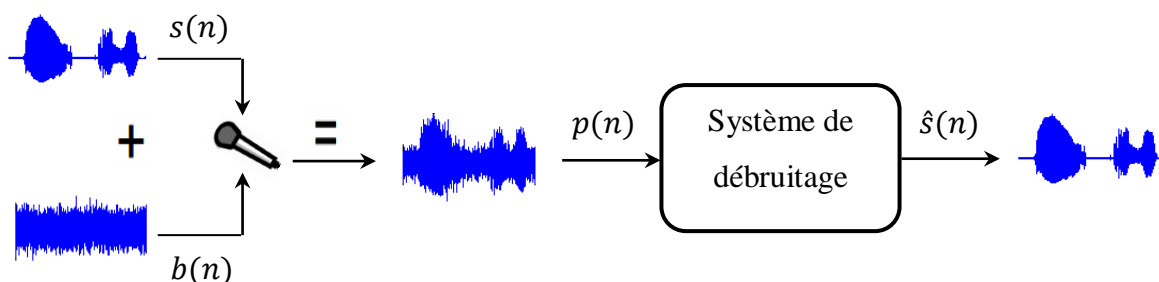 s(n)
+
=
p(n)
Système de
débruitage
ŝ(n)
b(n)